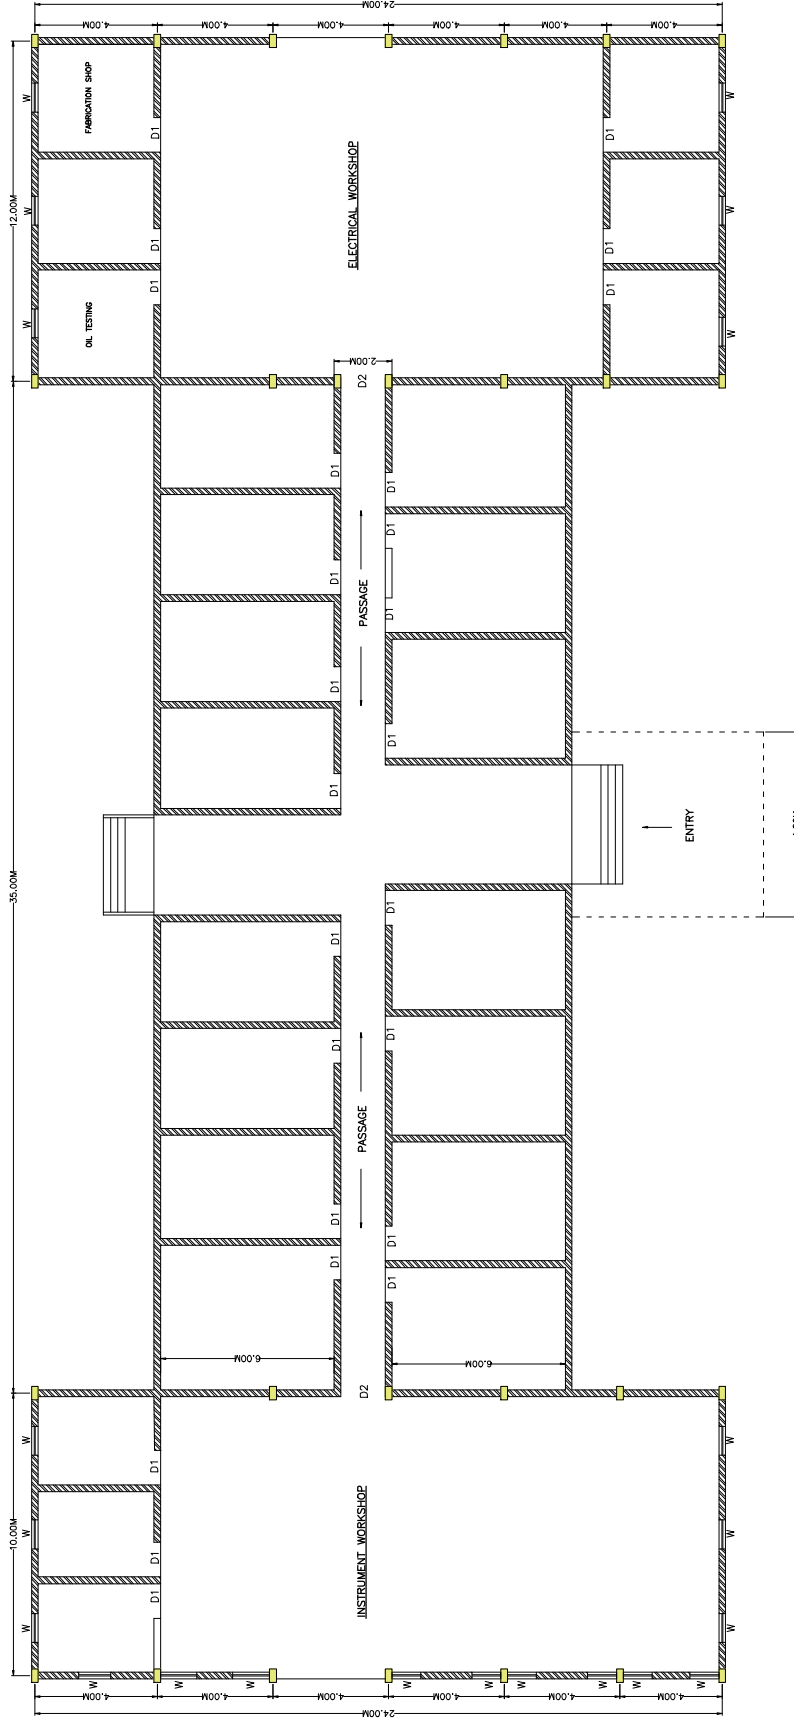 24.00M
4.00M
4.00M
4.00M
4.00M
4.00M
4.00M
W
FABRICATION SHOP
W
D1
D1
ELECTRICAL WORKSHOP
12.00M
W
W
D1
D1
D1
D1
W
OIL TESTING
W
2.00M
D2
D1
D1
D1
D1
PASSAGE
D1
D1
D1
D1
D1
ENTRY
35.00M
D1
D1
D1
D1
PASSAGE
D1
D1
D1
D1
6.00M
6.00M
D2
W
W
D1
10.00M
W
W
D1
INSTRUMENT WORKSHOP
D1
W
W
W
W
W
W
W
W
W
W
W
4.00M
4.00M
4.00M
4.00M
4.00M
4.00M
24.00M